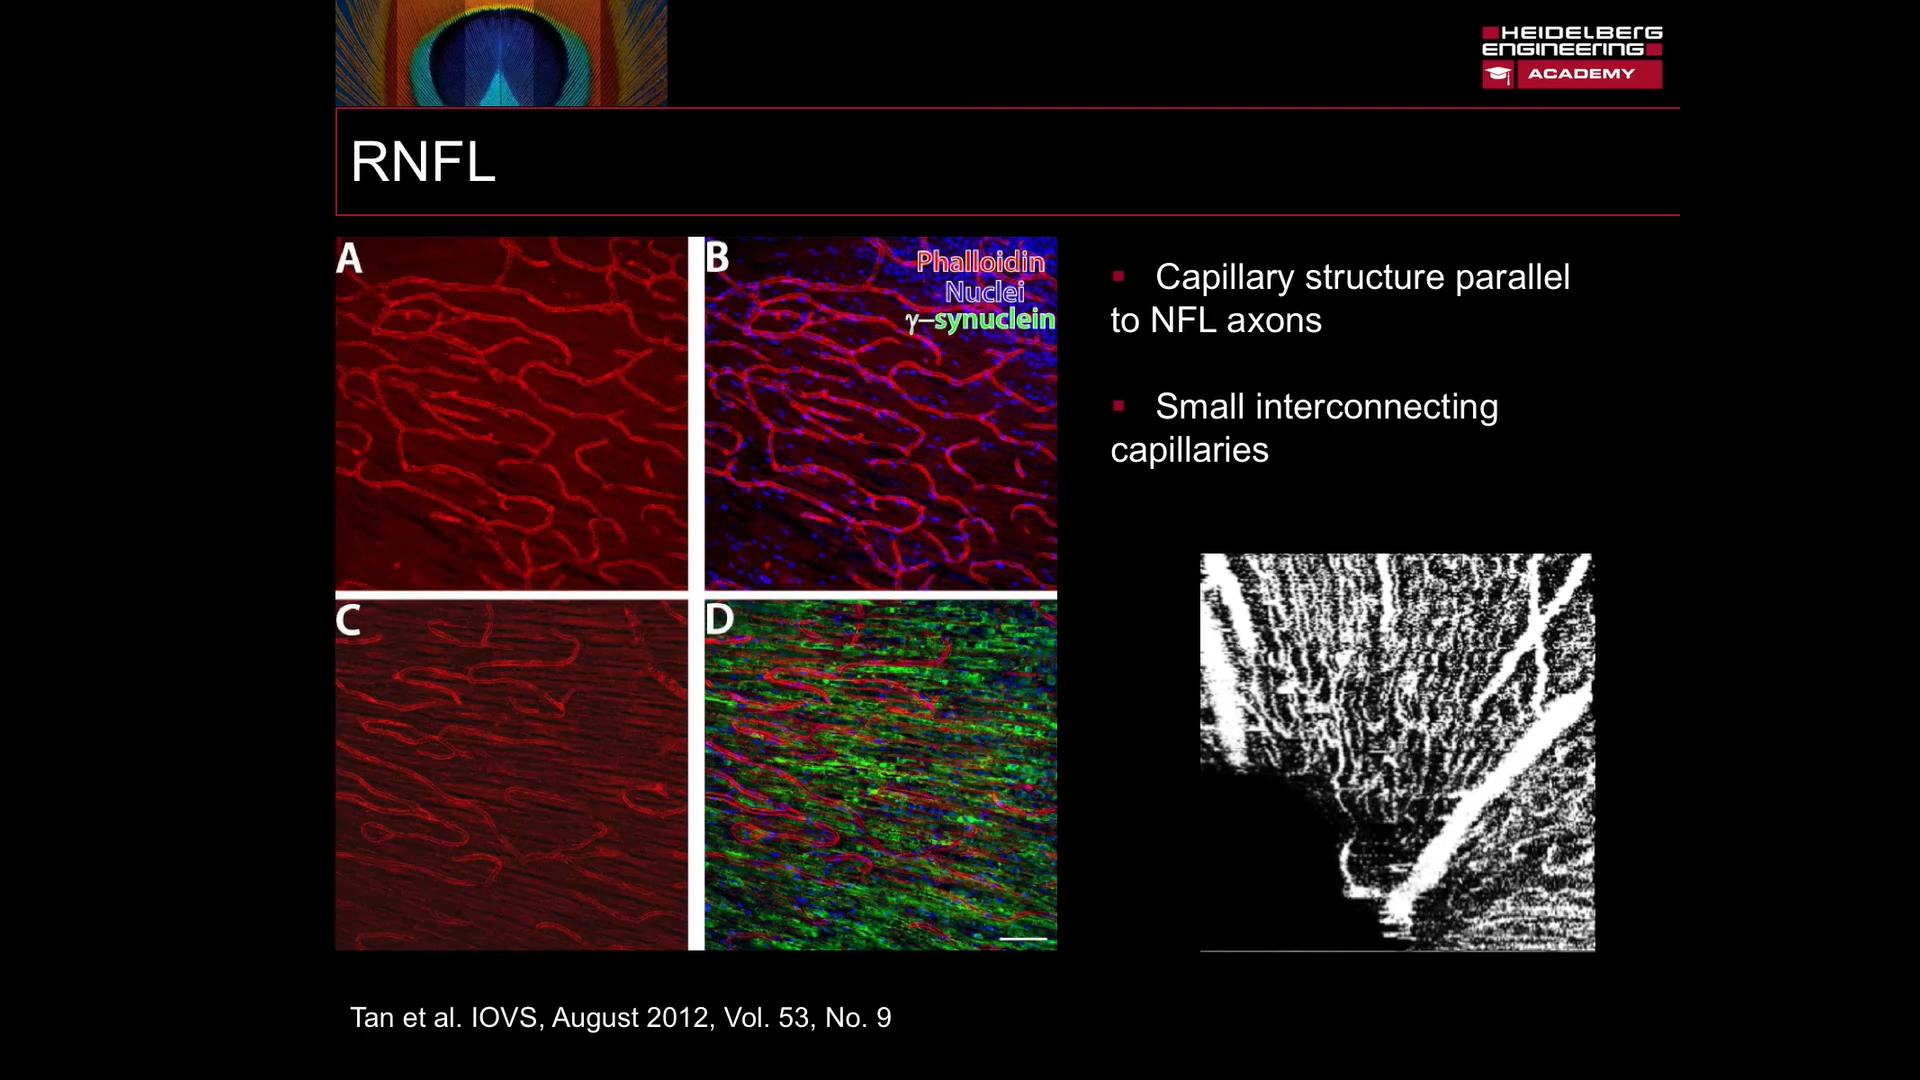 HEIDELBERG
ENGINEERING
ACADEMY
RNFL
A
B
Phalloidin
Nuclei
γ–synuclein
C
D
▪ Capillary structure parallel
to NFL axons
▪ Small interconnecting
capillaries
Tan et al. IOVS, August 2012, Vol. 53, No. 9